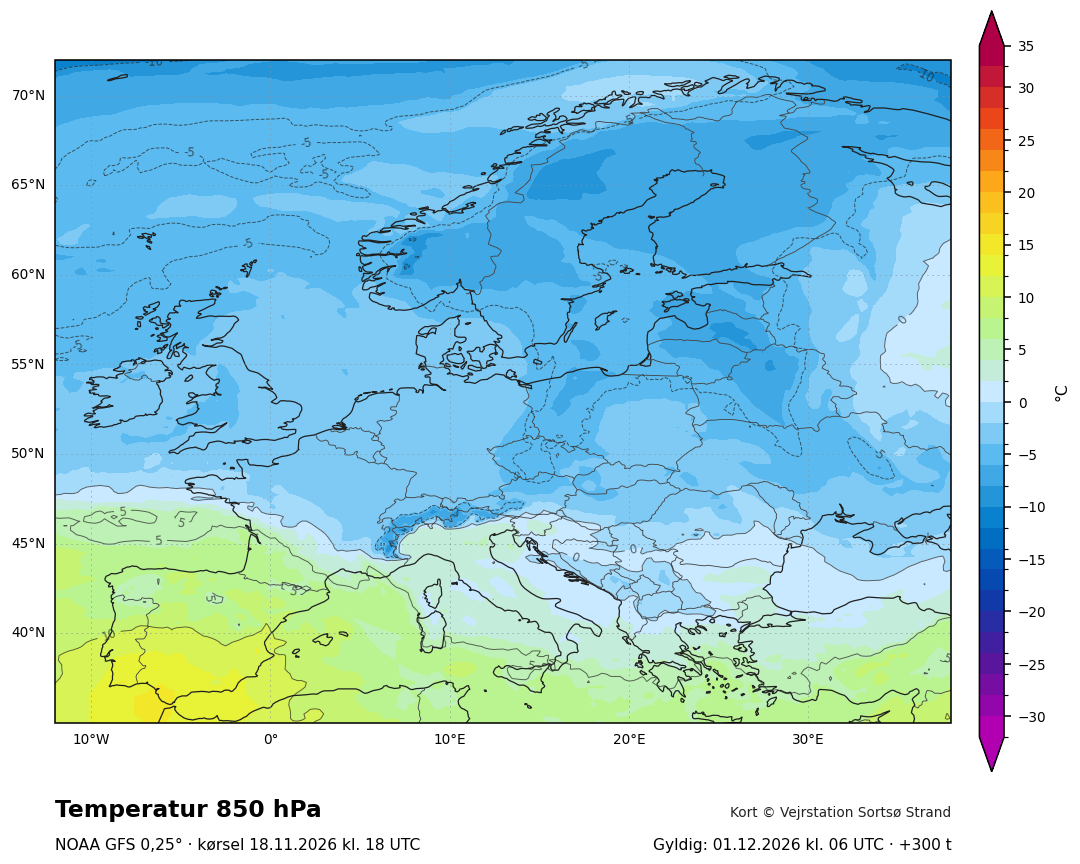 70°N
65°N
60°N
55°N
50°N
45°N
40°N
10°W
0°
10°E
20°E
30°E
35
30
25
20
15
10
5
0
−5
−10
−15
−20
−25
−30
°C
Temperatur 850 hPa
Kort © Vejrstation Sortsø Strand
NOAA GFS 0,25° · kørsel 18.11.2026 kl. 18 UTC
Gyldig: 01.12.2026 kl. 06 UTC · +300 t